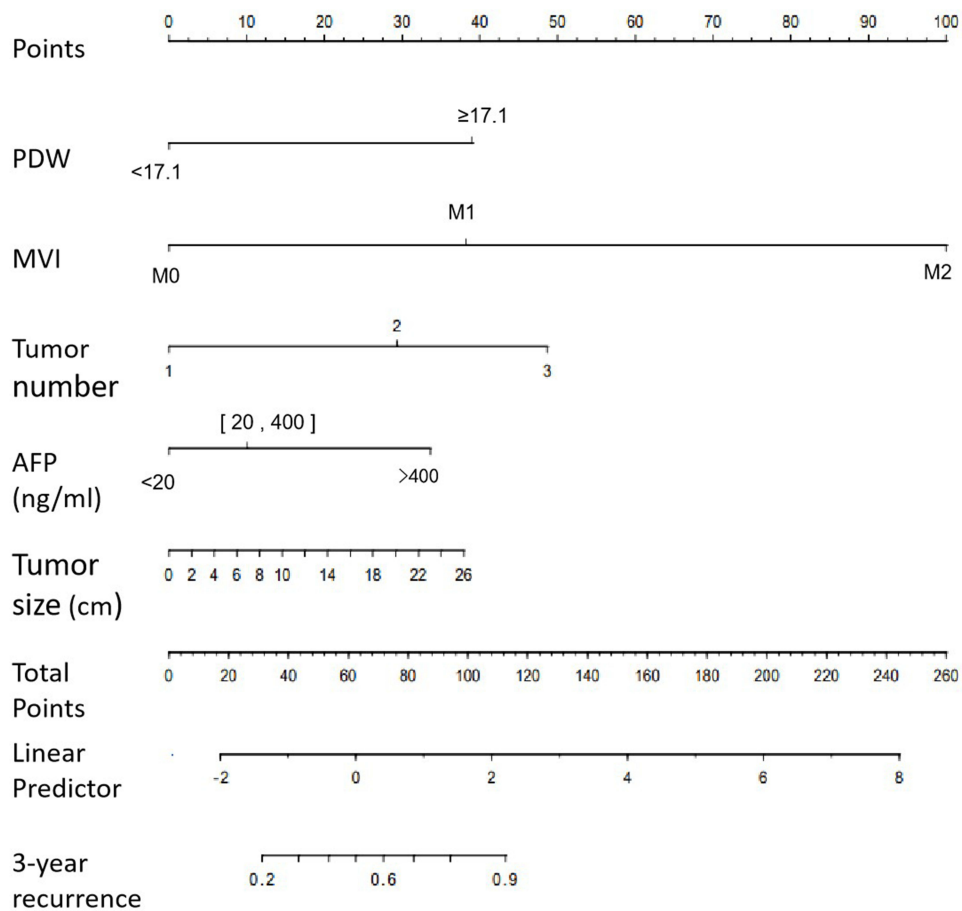 0 10 20 30 40 50 60 70 80 90 100
Points
≥17.1
PDW
<17.1
M1
MVI
M0
M2
2
Tumor
number
1
3
[ 20 , 400 ]
AFP
(ng/ml)
<20
>400
Tumor
size (cm)
0 2 4 6 8 10 14 18 22 26
Total
Points
0 20 40 60 80 100 120 140 160 180 200 220 240 260
Linear
Predictor
-2 0 2 4 6 8
3-year
recurrence
0.2 0.6 0.9